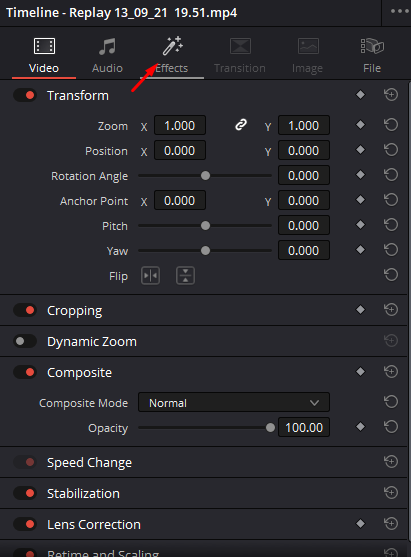 Timeline - Replay 13_09_21 19.51.mp4 •••
Video Audio Effects Transition Image File
Transform
Zoom X 1.000 Y 1.000
Position X 0.000 Y 0.000
Rotation Angle 0.000
Anchor Point X 0.000 Y 0.000
Pitch 0.000
Yaw 0.000
Flip
Cropping
Dynamic Zoom
Composite
Composite Mode Normal
Opacity 100.00
Speed Change
Stabilization
Lens Correction
Retime and Scaling